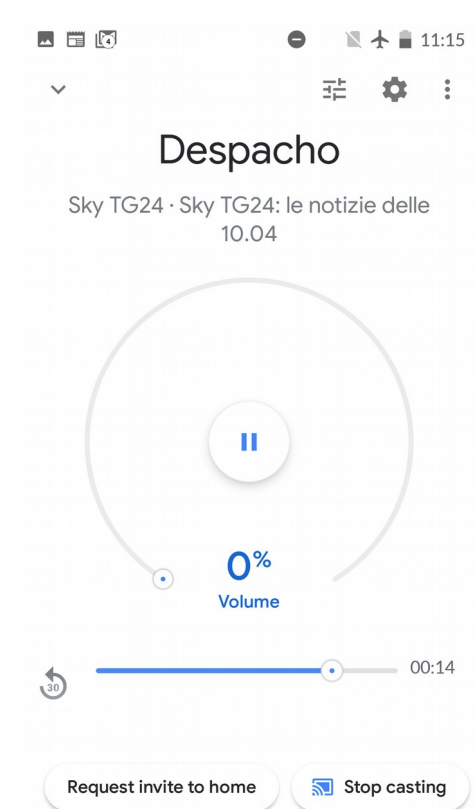 4
11:15
Despacho
Sky TG24 · Sky TG24: le notizie delle
10.04
0%
Volume
30
00:14
Request invite to home
Stop casting